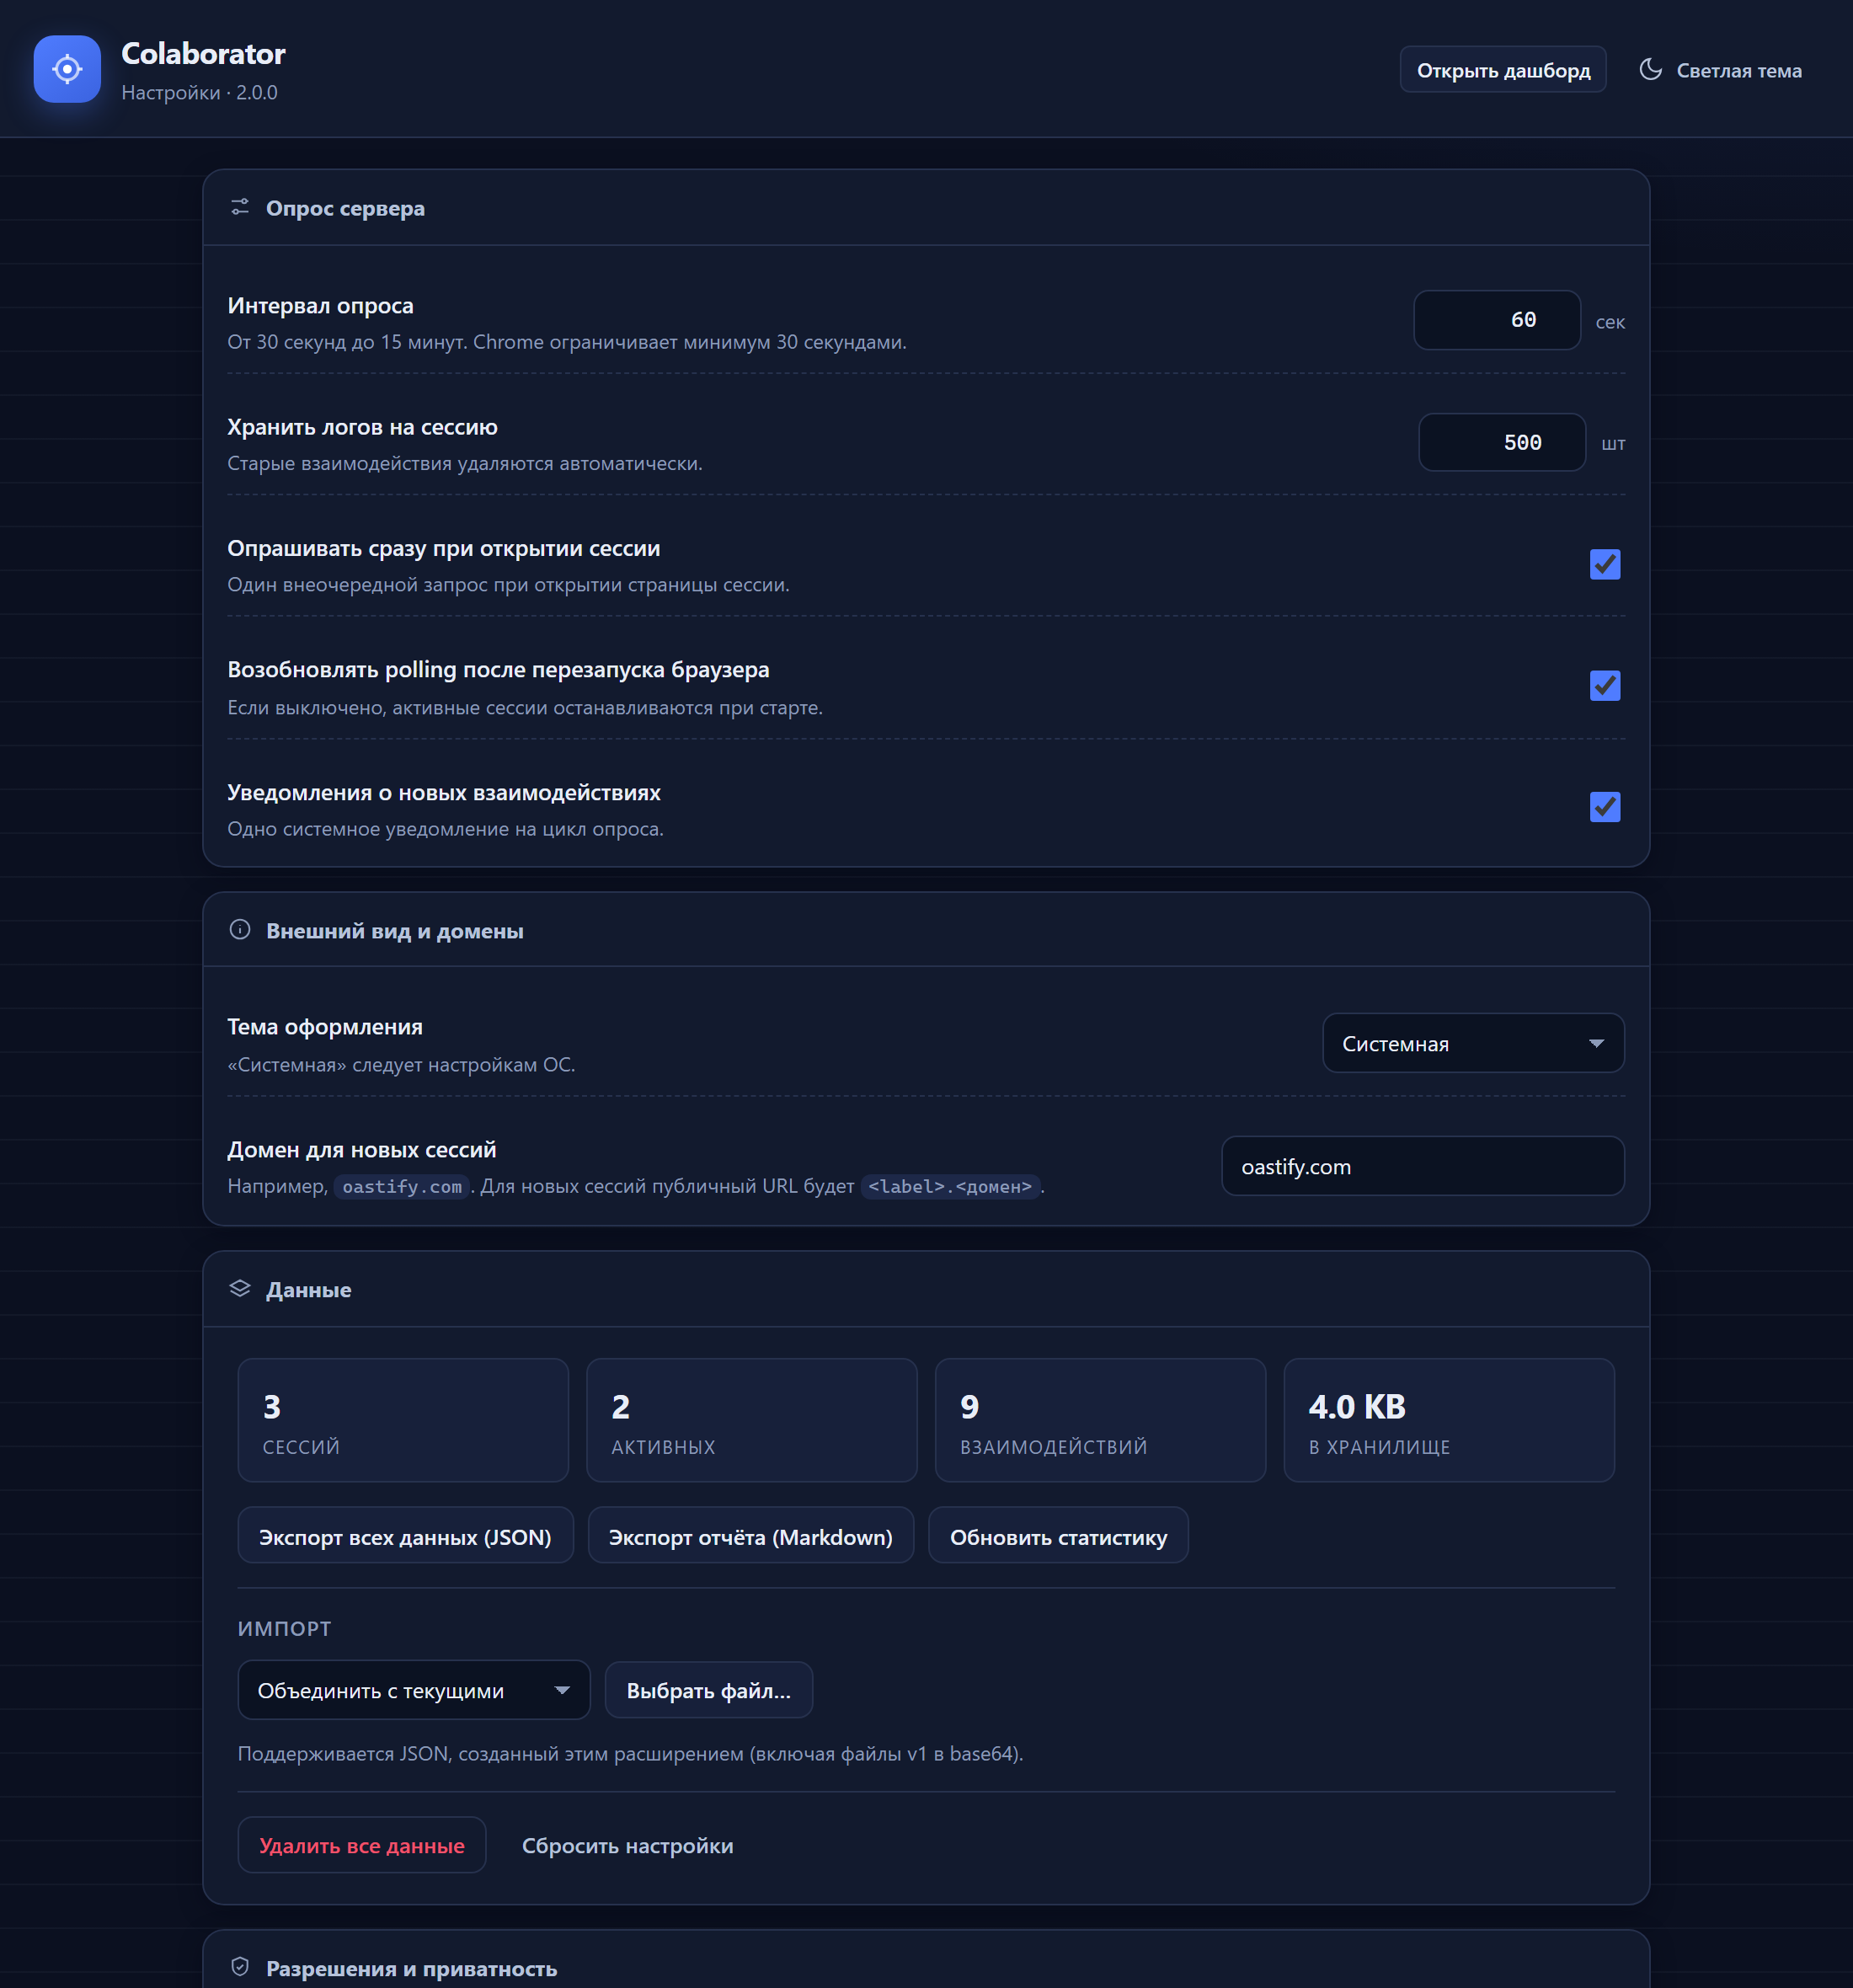 Colaborator
Настройки · 2.0.0
Открыть дашборд
Светлая тема
Опрос сервера
Интервал опроса
От 30 секунд до 15 минут. Chrome ограничивает минимум 30 секундами.
60 сек
Хранить логов на сессию
Старые взаимодействия удаляются автоматически.
500 шт
Опрашивать сразу при открытии сессии
Один внеочередной запрос при открытии страницы сессии.
Возобновлять polling после перезапуска браузера
Если выключено, активные сессии останавливаются при старте.
Уведомления о новых взаимодействиях
Одно системное уведомление на цикл опроса.
Внешний вид и домены
Тема оформления
«Системная» следует настройкам ОС.
Системная
Домен для новых сессий
Например, oastify.com. Для новых сессий публичный URL будет <label>.<домен>.
oastify.com
Данные
3
СЕССИЙ
2
АКТИВНЫХ
9
ВЗАИМОДЕЙСТВИЙ
4.0 KB
В ХРАНИЛИЩЕ
Экспорт всех данных (JSON)
Экспорт отчёта (Markdown)
Обновить статистику
ИМПОРТ
Объединить с текущими
Выбрать файл...
Поддерживается JSON, созданный этим расширением (включая файлы v1 в base64).
Удалить все данные
Сбросить настройки
Разрешения и приватность